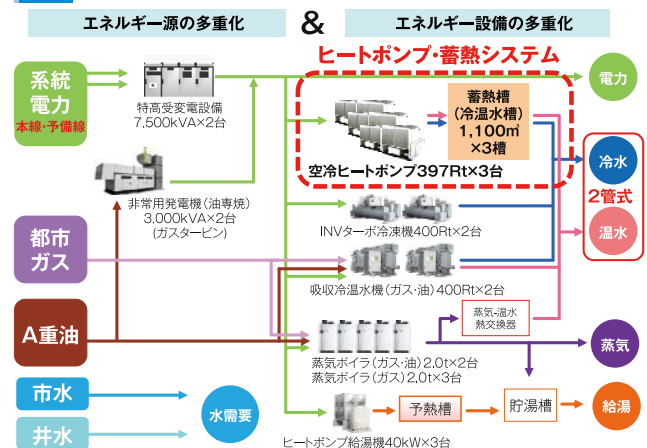 エネルギー源の多重化
&
エネルギー設備の多重化
ヒートポンプ・蓄熱システム
系統
電力
本線・予備線
特高受変電設備
7,500kVA×2台
蓄熱槽
(冷温水槽)
1,100㎥
×3槽
空冷ヒートポンプ397Rt×3台
電力
冷水
2管式
温水
非常用発電機(油専焼)
3,000kVA×2台
(ガスタービン)
INVターボ冷凍機400Rt×2台
都市
ガス
吸収冷温水機(ガス・油)400Rt×2台
A重油
蒸気-温水
熱交換器
蒸気ボイラ(ガス・油)2.0t×2台
蒸気ボイラ(ガス)2.0t×3台
蒸気
市水
井水
水需要
予熱槽
貯湯槽
給湯
ヒートポンプ給湯機40kW×3台